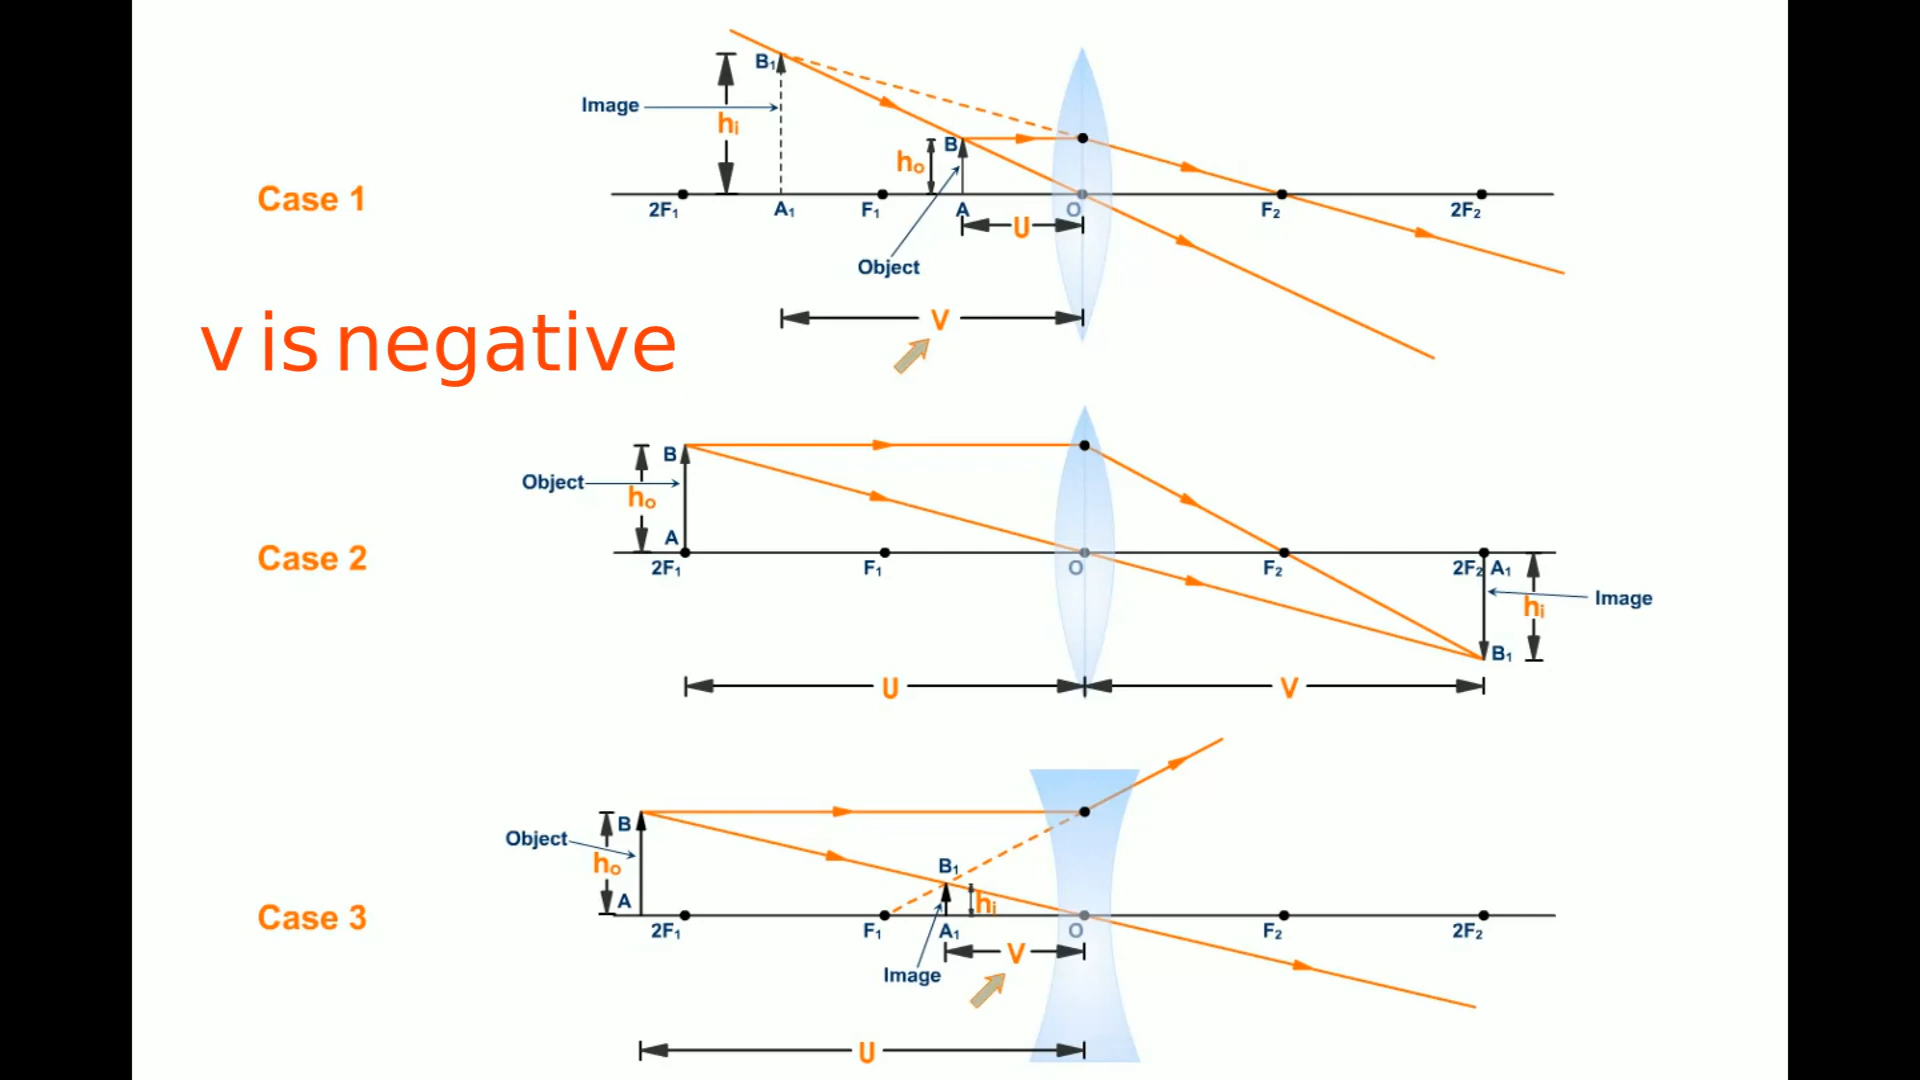 B₁
Image
hᵢ
B
hₒ
Case 1
2F₁
A₁
F₁
A
O
F₂
2F₂
U
Object
V
v is negative
B
Object
hₒ
A
Case 2
2F₁
F₁
O
F₂
2F₂
A₁
Image
hᵢ
B₁
U
V
B
Object
hₒ
B₁
A
hᵢ
Case 3
2F₁
F₁
A₁
O
F₂
2F₂
V
Image
U